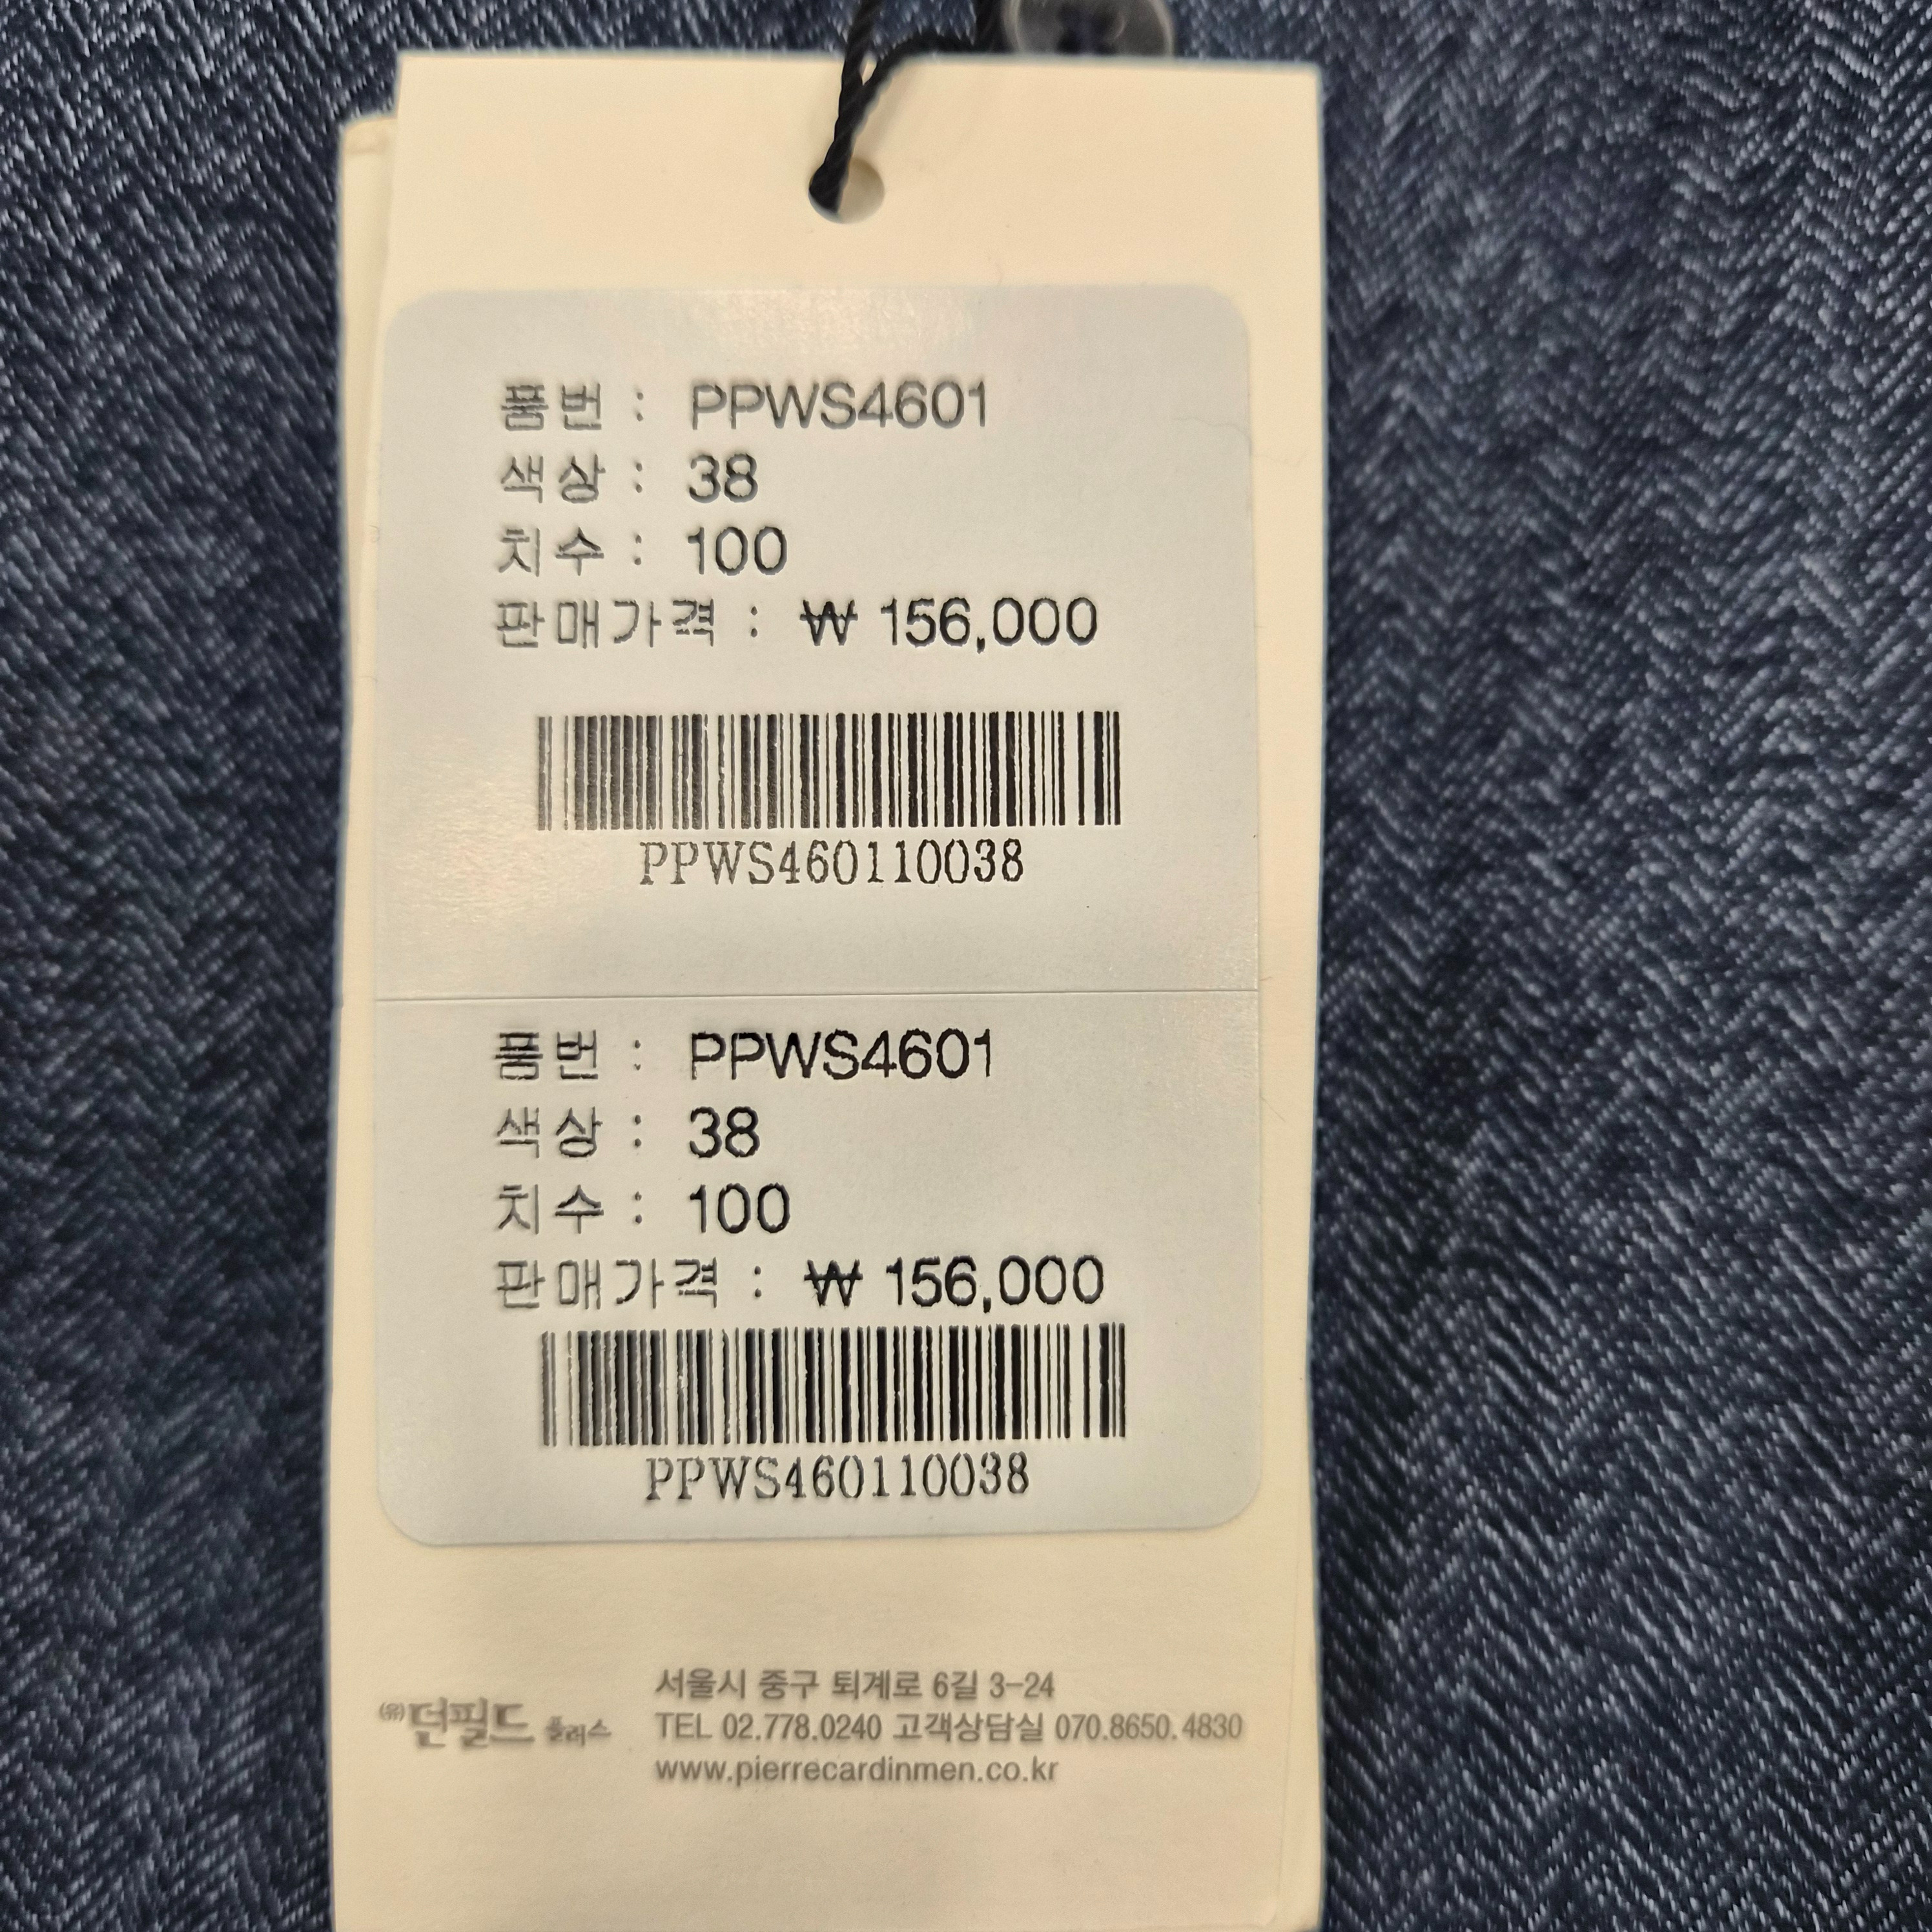 품번 : PPWS4601
색상 : 38
치수 : 100
판매가격 : ₩ 156,000
PPWS460110038
품번 : PPWS4601
색상 : 38
치수 : 100
판매가격 : ₩ 156,000
PPWS460110038
㈲던필드 플러스
서울시 중구 퇴계로 6길 3-24
TEL 02.778.0240 고객상담실 070.8650.4830
www.pierrecardinmen.co.kr